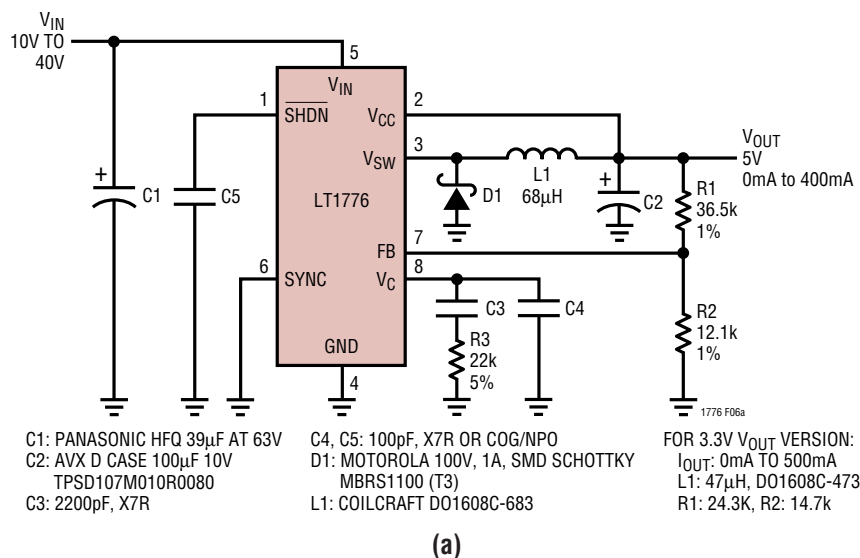 VIN
10V TO
40V
5
VIN
1
SHDN
VCC
2
VSW
3
LT1776
FB
7
6
SYNC
VC
8
GND
4
C1
+
C5
D1
L1
68µH
+
C2
VOUT
5V
0mA to 400mA
R1
36.5k
1%
C3
C4
R3
22k
5%
R2
12.1k
1%
1776 F06a
C1: PANASONIC HFQ 39µF AT 63V
C2: AVX D CASE 100µF 10V
TPSD107M010R0080
C3: 2200pF, X7R
C4, C5: 100pF, X7R OR COG/NPO
D1: MOTOROLA 100V, 1A, SMD SCHOTTKY
MBRS1100 (T3)
L1: COILCRAFT DO1608C-683
FOR 3.3V VOUT VERSION:
IOUT: 0mA TO 500mA
L1: 47µH, DO1608C-473
R1: 24.3K, R2: 14.7k
(a)